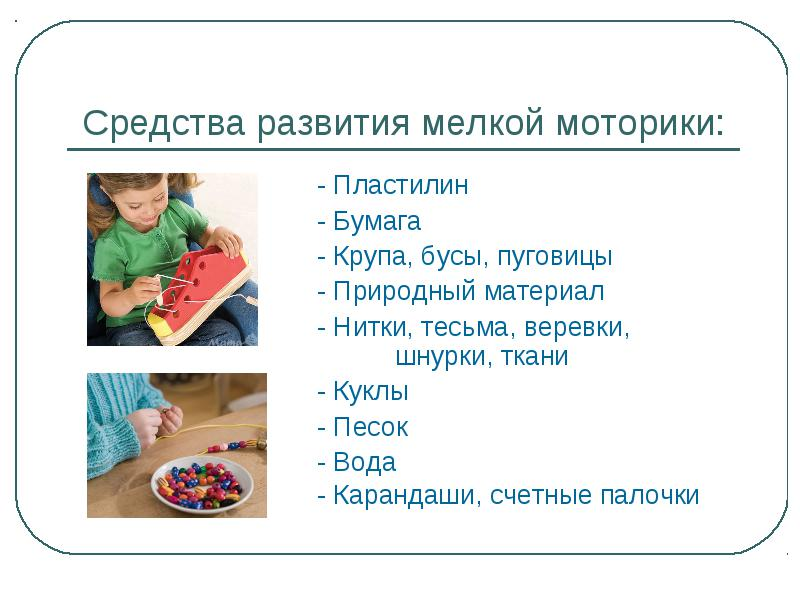 Средства развития мелкой моторики:
- Пластилин
- Бумага
- Крупа, бусы, пуговицы
- Природный материал
- Нитки, тесьма, веревки,
шнурки, ткани
- Куклы
- Песок
- Вода
- Карандаши, счетные палочки